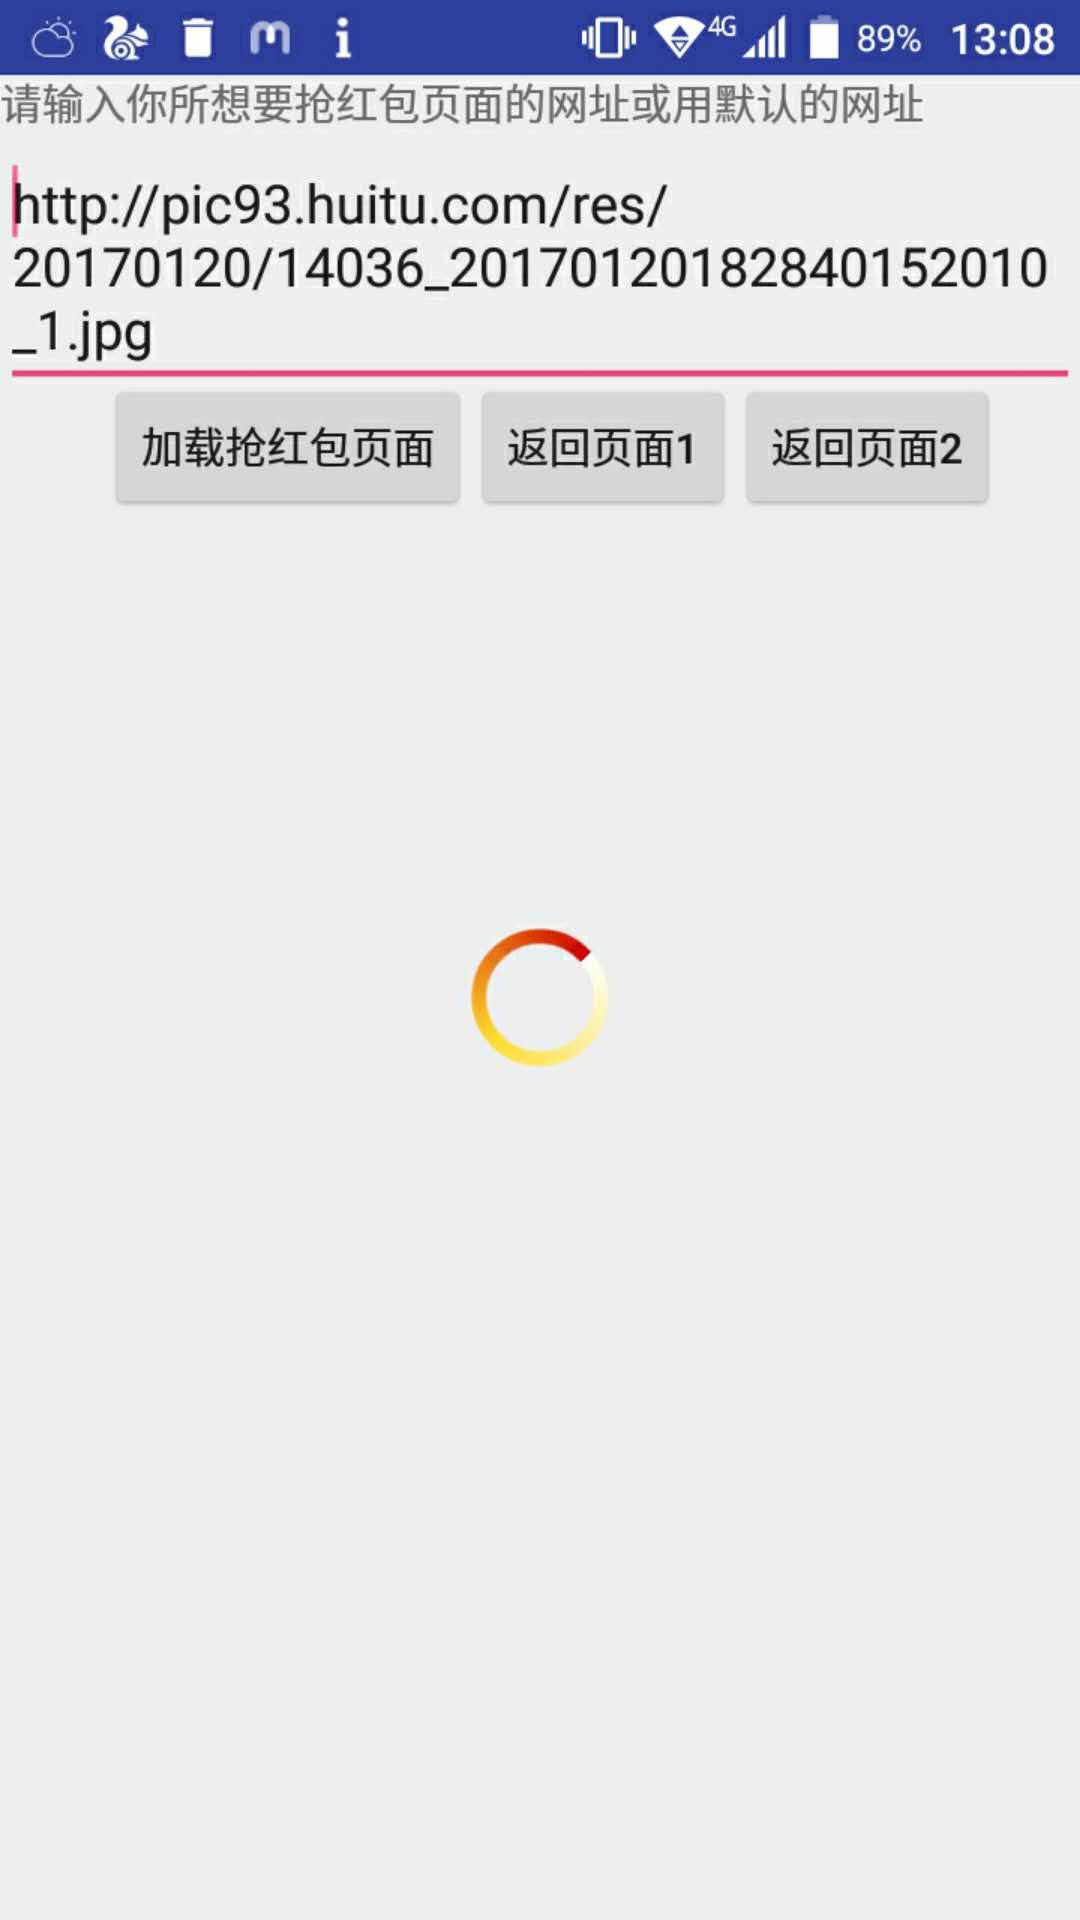 4G 89% 13:08
请输入你所想要抢红包页面的网址或用默认的网址
http://pic93.huitu.com/res/
20170120/14036_20170120182840152010
_1.jpg
加载抢红包页面 返回页面1 返回页面2